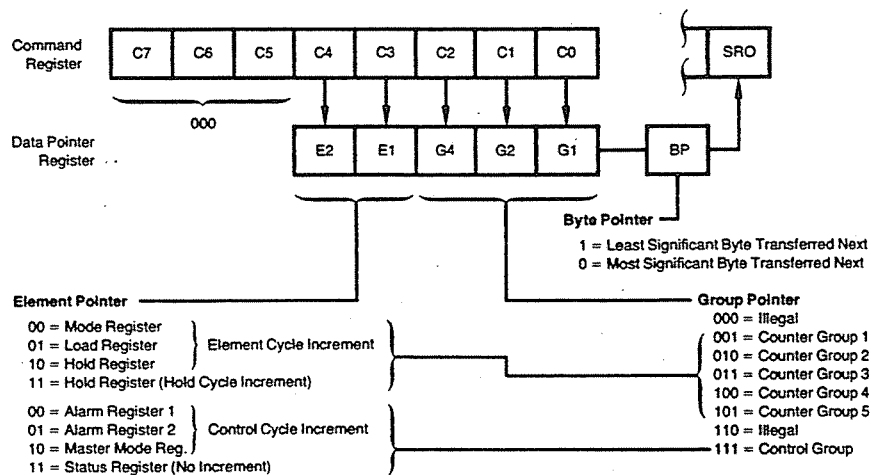 Command
Register
C7 C6 C5 C4 C3 C2 C1 C0
SRO
000
Data Pointer
Register
E2 E1 G4 G2 G1
BP
Byte Pointer
1 = Least Significant Byte Transferred Next
0 = Most Significant Byte Transferred Next
Element Pointer
00 = Mode Register
01 = Load Register
10 = Hold Register
11 = Hold Register (Hold Cycle Increment)
Element Cycle Increment
00 = Alarm Register 1
01 = Alarm Register 2
10 = Master Mode Reg.
11 = Status Register (No Increment)
Control Cycle Increment
Group Pointer
000 = Illegal
001 = Counter Group 1
010 = Counter Group 2
011 = Counter Group 3
100 = Counter Group 4
101 = Counter Group 5
110 = Illegal
111 = Control Group